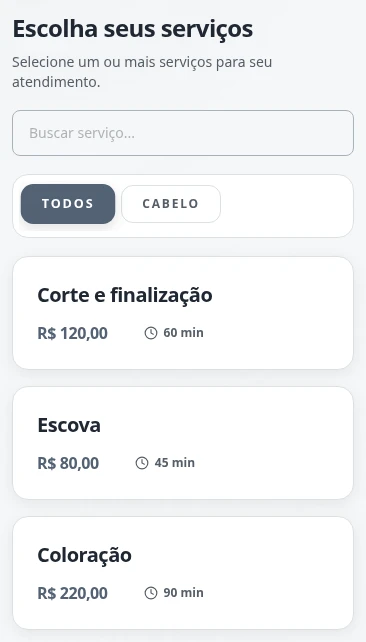 Escolha seus serviços
Selecione um ou mais serviços para seu
atendimento.
Buscar serviço...
TODOS CABELO
Corte e finalização
R$ 120,00 60 min
Escova
R$ 80,00 45 min
Coloração
R$ 220,00 90 min